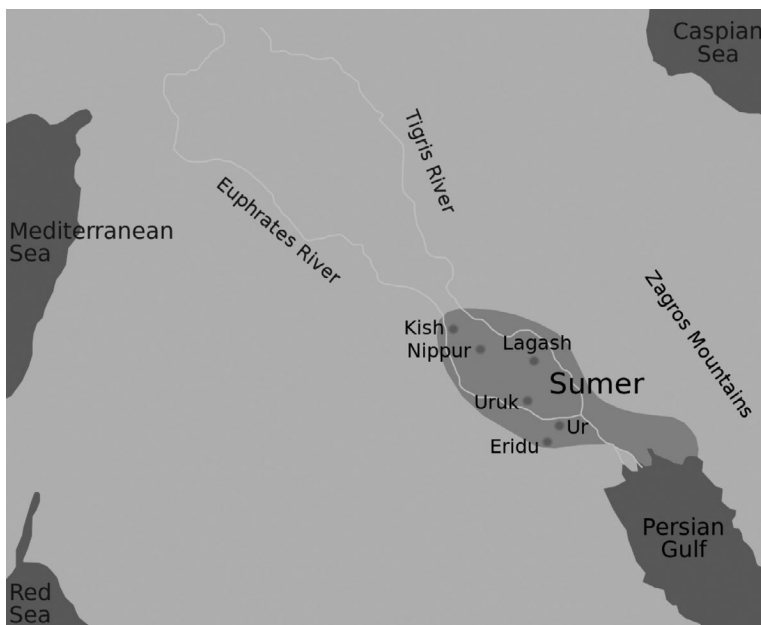 Caspian
Sea
Tigris River
Euphrates River
Mediterranean
Sea
Zagros Mountains
Kish
Nippur
Lagash
Sumer
Uruk
Ur
Eridu
Persian
Gulf
Red
Sea